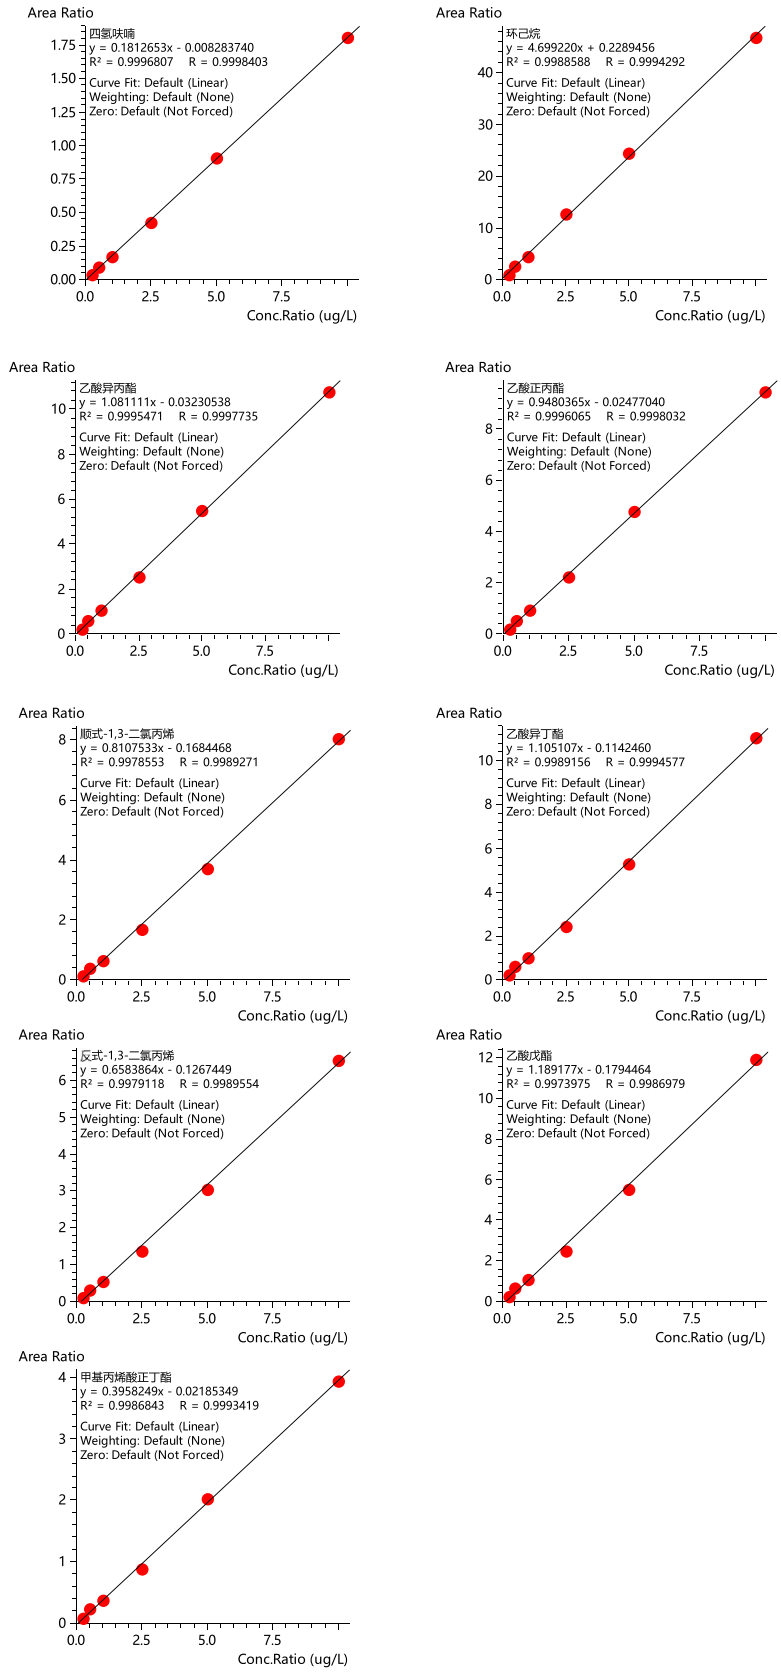 Area Ratio
四氢呋喃
y = 0.1812653x - 0.008283740
R² = 0.9996807 R = 0.9998403
Curve Fit: Default (Linear)
Weighting: Default (None)
Zero: Default (Not Forced)
1.75
1.50
1.25
1.00
0.75
0.50
0.25
0.00
0.0 2.5 5.0 7.5
Conc.Ratio (ug/L)
Area Ratio
环己烷
y = 4.699220x + 0.2289456
R² = 0.9988588 R = 0.9994292
Curve Fit: Default (Linear)
Weighting: Default (None)
Zero: Default (Not Forced)
40
30
20
10
0
0.0 2.5 5.0 7.5
Conc.Ratio (ug/L)
Area Ratio
乙酸异丙酯
y = 1.081111x - 0.03230538
R² = 0.9995471 R = 0.9997735
Curve Fit: Default (Linear)
Weighting: Default (None)
Zero: Default (Not Forced)
10
8
6
4
2
0
0.0 2.5 5.0 7.5
Conc.Ratio (ug/L)
Area Ratio
乙酸正丙酯
y = 0.9480365x - 0.02477040
R² = 0.9996065 R = 0.9998032
Curve Fit: Default (Linear)
Weighting: Default (None)
Zero: Default (Not Forced)
8
6
4
2
0
0.0 2.5 5.0 7.5
Conc.Ratio (ug/L)
Area Ratio
顺式-1,3-二氯丙烯
y = 0.8107533x - 0.1684468
R² = 0.9978553 R = 0.9989271
Curve Fit: Default (Linear)
Weighting: Default (None)
Zero: Default (Not Forced)
8
6
4
2
0
0.0 2.5 5.0 7.5
Conc.Ratio (ug/L)
Area Ratio
乙酸异丁酯
y = 1.105107x - 0.1142460
R² = 0.9989156 R = 0.9994577
Curve Fit: Default (Linear)
Weighting: Default (None)
Zero: Default (Not Forced)
10
8
6
4
2
0
0.0 2.5 5.0 7.5
Conc.Ratio (ug/L)
Area Ratio
反式-1,3-二氯丙烯
y = 0.6583864x - 0.1267449
R² = 0.9979118 R = 0.9989554
Curve Fit: Default (Linear)
Weighting: Default (None)
Zero: Default (Not Forced)
6
5
4
3
2
1
0
0.0 2.5 5.0 7.5
Conc.Ratio (ug/L)
Area Ratio
乙酸戊酯
y = 1.189177x - 0.1794464
R² = 0.9973975 R = 0.9986979
Curve Fit: Default (Linear)
Weighting: Default (None)
Zero: Default (Not Forced)
12
10
8
6
4
2
0
0.0 2.5 5.0 7.5
Conc.Ratio (ug/L)
Area Ratio
甲基丙烯酸正丁酯
y = 0.3958249x - 0.02185349
R² = 0.9986843 R = 0.9993419
Curve Fit: Default (Linear)
Weighting: Default (None)
Zero: Default (Not Forced)
4
3
2
1
0
0.0 2.5 5.0 7.5
Conc.Ratio (ug/L)